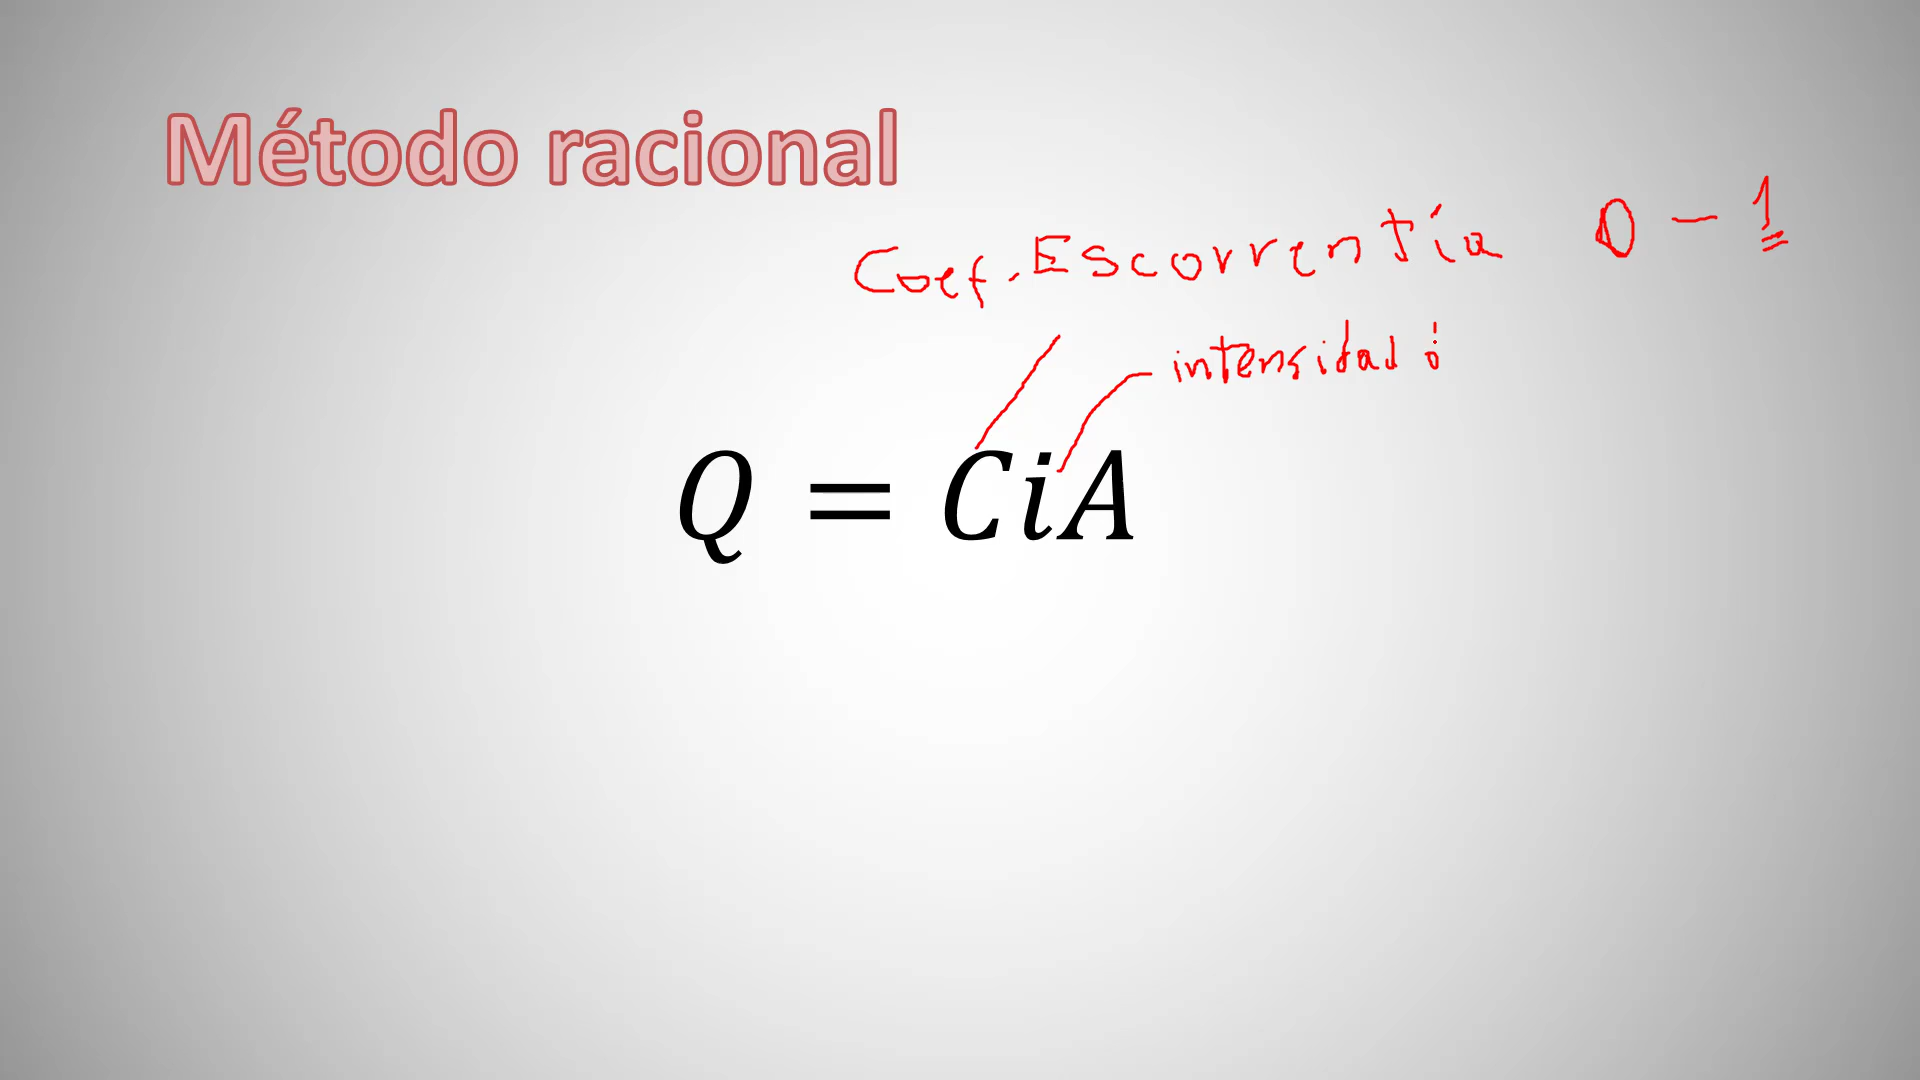 Método racional
Coef. Escorrentía 0 - 1
intensidad
Q = CiA